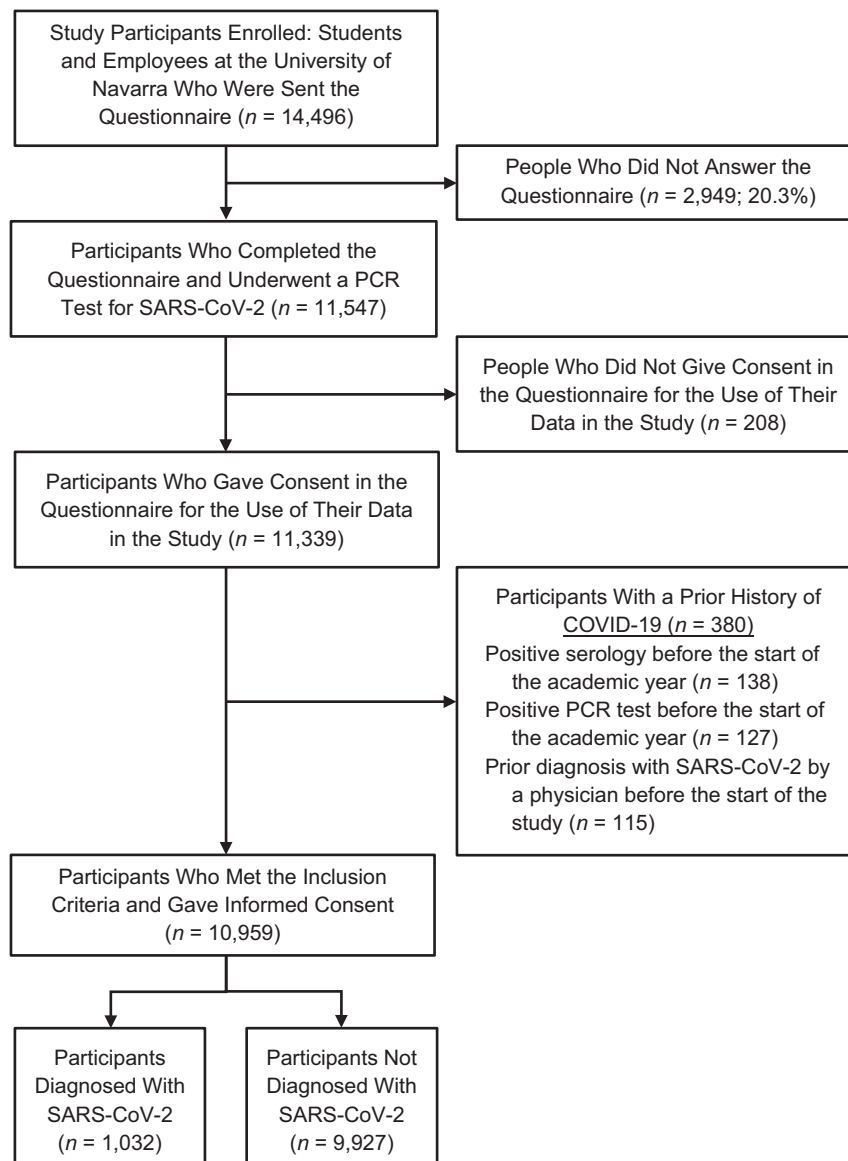 Study Participants Enrolled: Students
and Employees at the University of
Navarra Who Were Sent the
Questionnaire (n = 14,496)
People Who Did Not Answer the
Questionnaire (n = 2,949; 20.3%)
Participants Who Completed the
Questionnaire and Underwent a PCR
Test for SARS-CoV-2 (n = 11,547)
People Who Did Not Give Consent in
the Questionnaire for the Use of Their
Data in the Study (n = 208)
Participants Who Gave Consent in the
Questionnaire for the Use of Their Data
in the Study (n = 11,339)
Participants With a Prior History of
COVID-19 (n = 380)
Positive serology before the start of
the academic year (n = 138)
Positive PCR test before the start of
the academic year (n = 127)
Prior diagnosis with SARS-CoV-2 by
a physician before the start of the
study (n = 115)
Participants Who Met the Inclusion
Criteria and Gave Informed Consent
(n = 10,959)
Participants
Diagnosed With
SARS-CoV-2
(n = 1,032)
Participants Not
Diagnosed With
SARS-CoV-2
(n = 9,927)